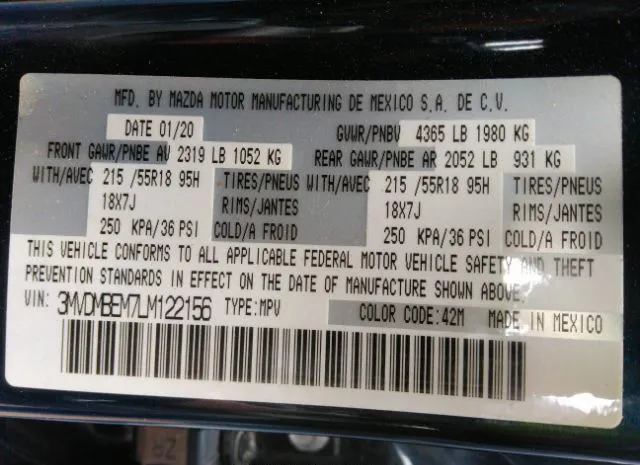 MFD. BY MAZDA MOTOR MANUFACTURING DE MEXICO S.A. DE C.V.
DATE 01/20 GVWR/PNBV 4365 LB 1980 KG
FRONT GAWR/PNBE AV 2319 LB 1052 KG REAR GAWR/PNBE AR 2052 LB 931 KG
WITH/AVEC 215 /55R18 95H TIRES/PNEUS WITH/AVEC 215 /55R18 95H TIRES/PNEUS
18X7J RIMS/JANTES 18X7J RIMS/JANTES
250 KPA/36 PSI COLD/A FROID 250 KPA/36 PSI COLD/A FROID
THIS VEHICLE CONFORMS TO ALL APPLICABLE FEDERAL MOTOR VEHICLE SAFETY AND THEFT
PREVENTION STANDARDS IN EFFECT ON THE DATE OF MANUFACTURE SHOWN ABOVE.
VIN: 3MVDMBEM7LM122156 TYPE:MPV COLOR CODE:42M MADE IN MEXICO